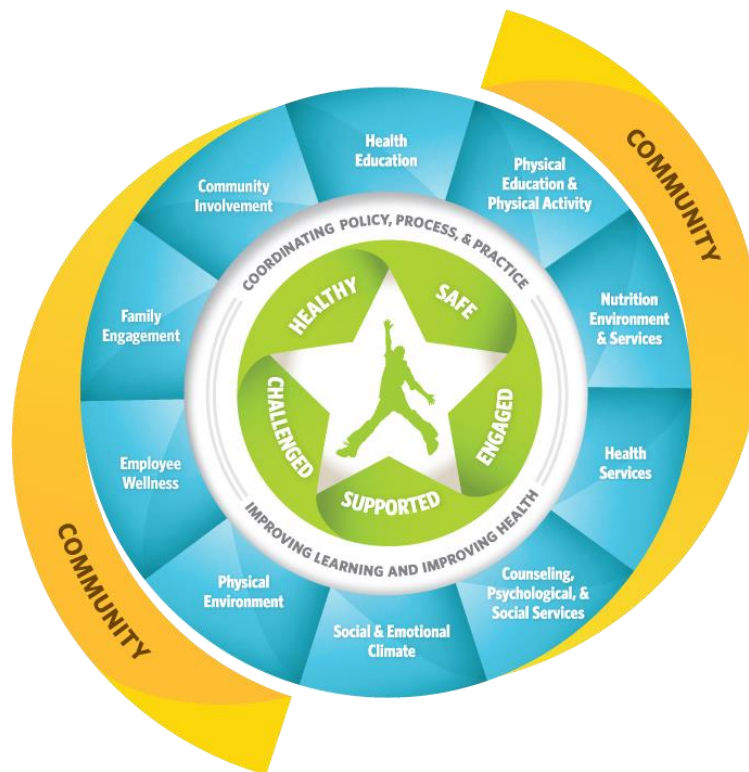 COMMUNITY
Health
Education
Physical
Education &
Physical Activity
Nutrition
Environment
& Services
Health
Services
Counseling,
Psychological, &
Social Services
Social & Emotional
Climate
Physical
Environment
Employee
Wellness
Family
Engagement
Community
Involvement
COORDINATING POLICY, PROCESS, & PRACTICE
IMPROVING LEARNING AND IMPROVING HEALTH
HEALTHY
SAFE
ENGAGED
SUPPORTED
CHALLENGED
COMMUNITY